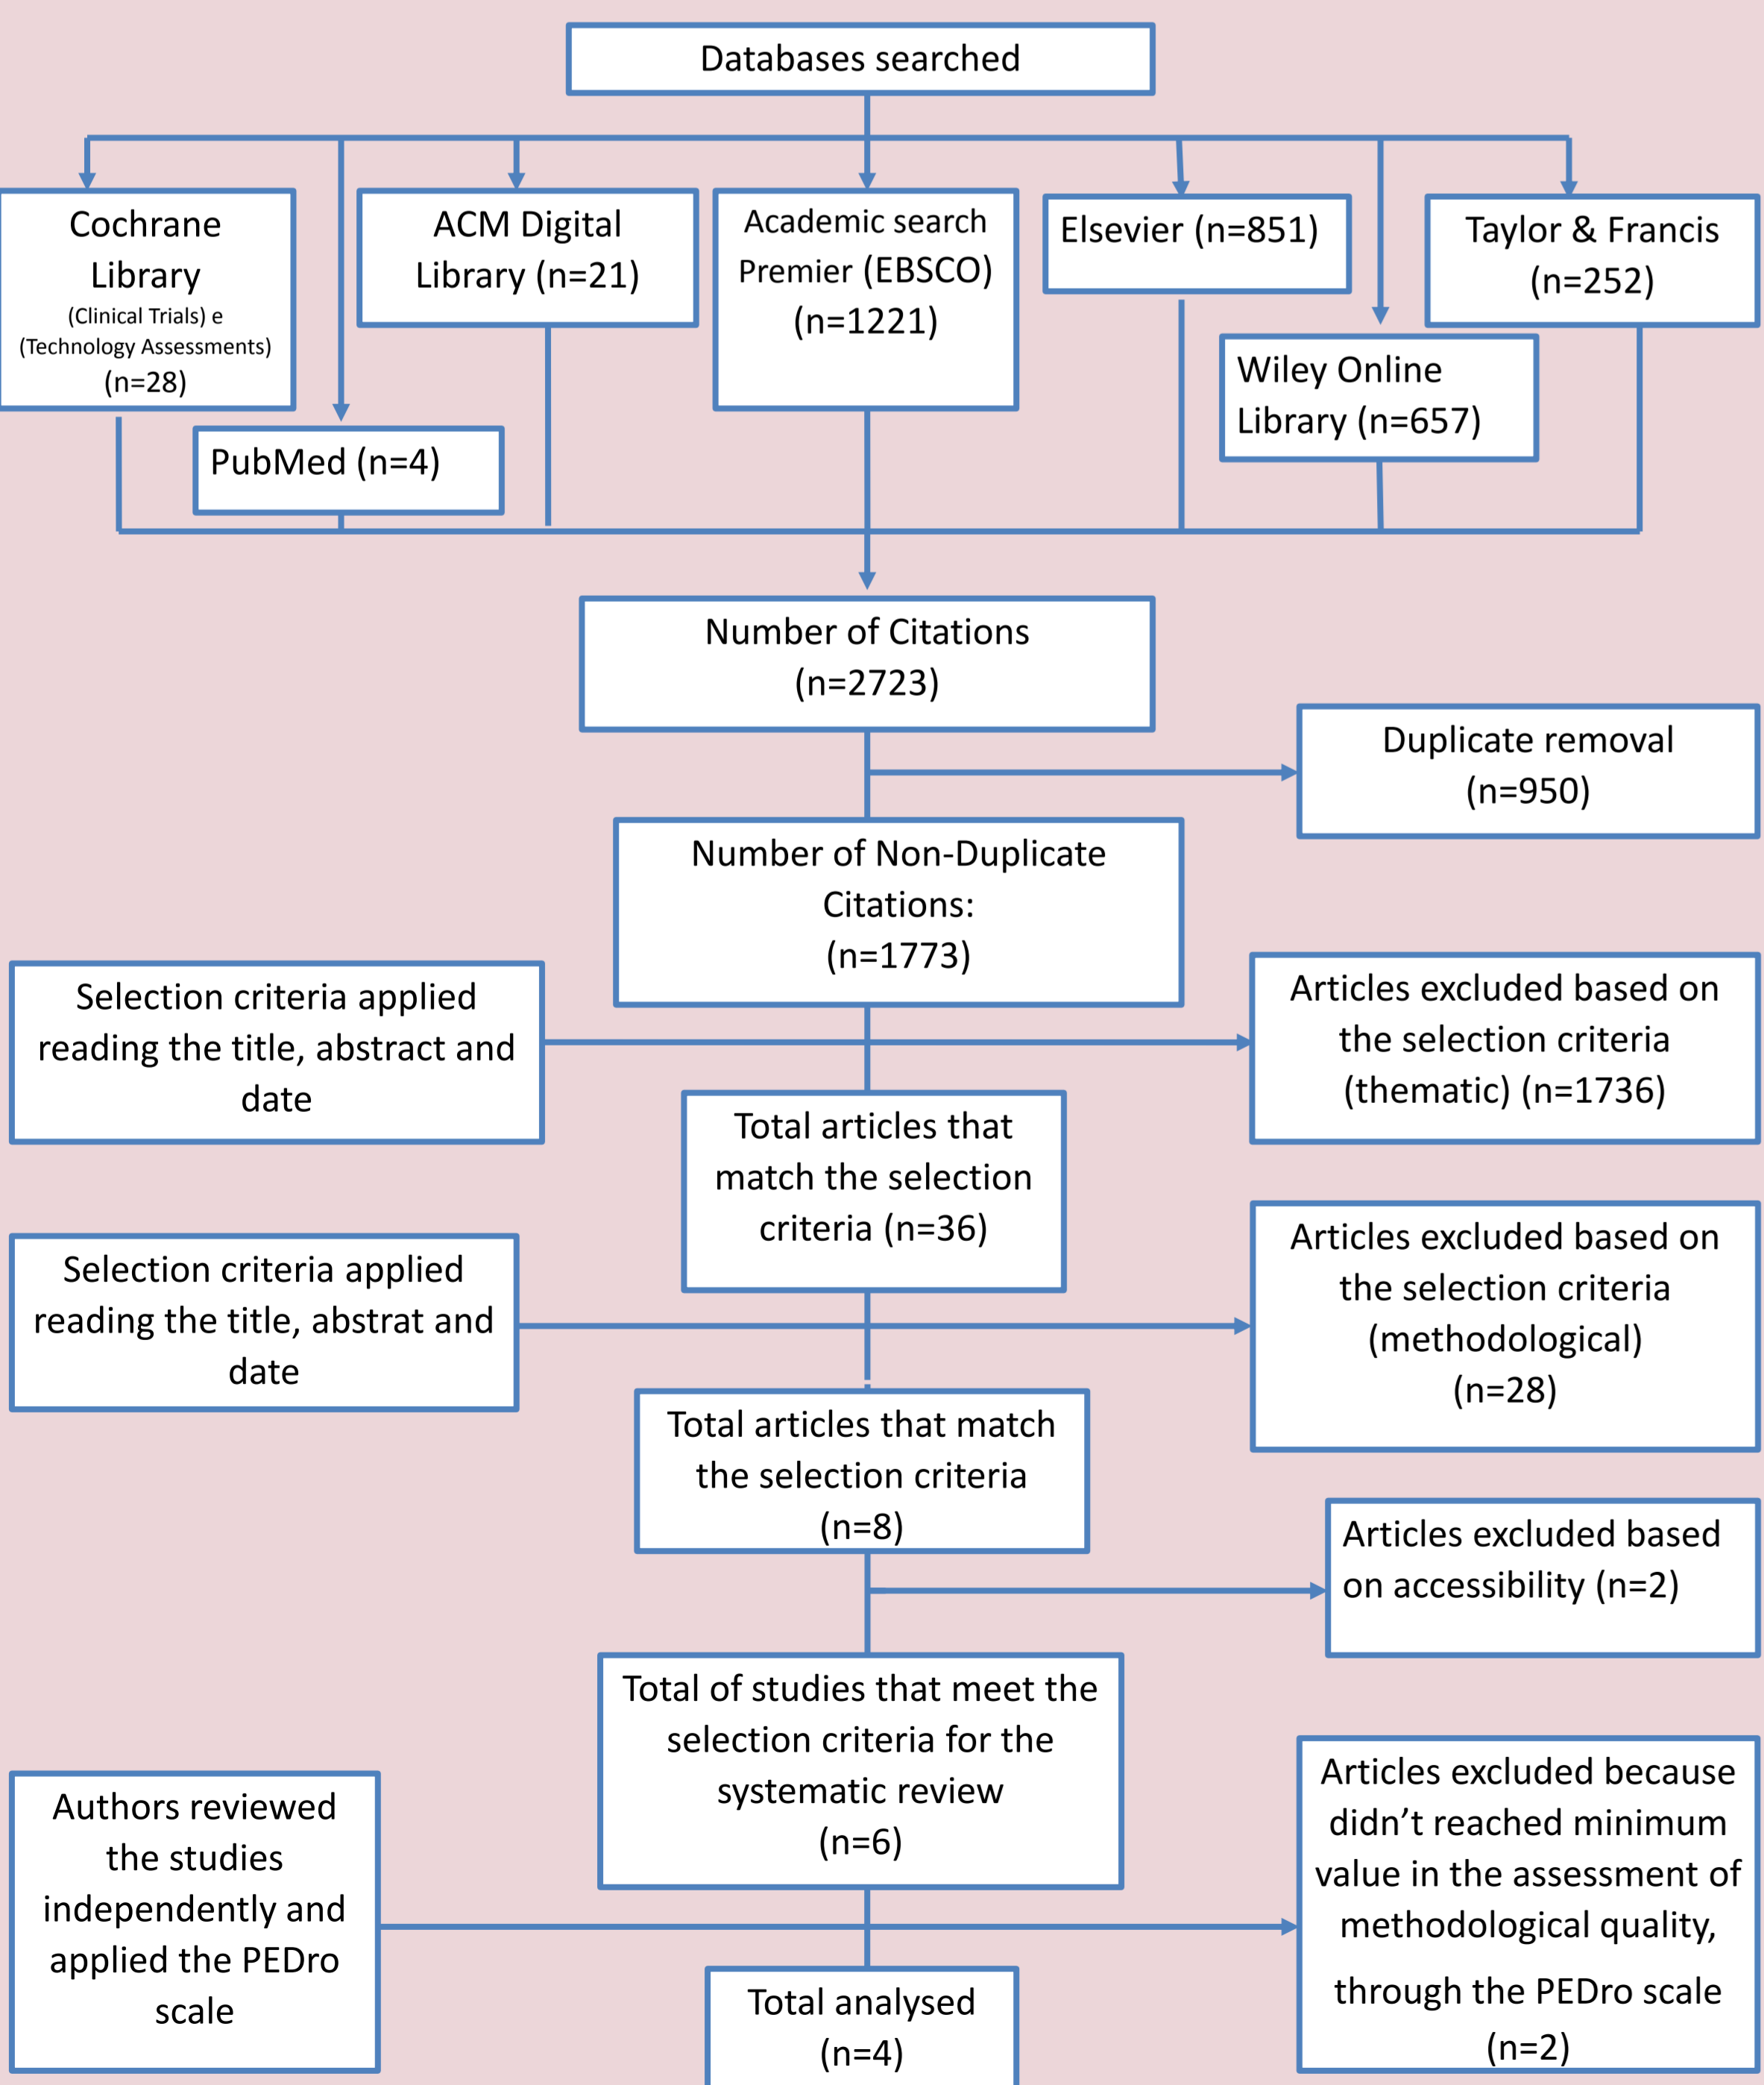 Databases searched
Cochrane
Library
(Clinical Trials) e
(Technology Assessments)
(n=28)
PubMed (n=4)
ACM Digital
Library (n=21)
Academic search
Premier (EBSCO)
(n=1221)
Elsevier (n=851)
Wiley Online
Library (n=657)
Taylor & Francis
(n=252)
Number of Citations
(n=2723)
Duplicate removal
(n=950)
Number of Non-Duplicate
Citations:
(n=1773)
Selection criteria applied
reading the title, abstract and
date
Articles excluded based on
the selection criteria
(thematic) (n=1736)
Total articles that
match the selection
criteria (n=36)
Selection criteria applied
reading the title, abstrat and
date
Articles excluded based on
the selection criteria
(methodological)
(n=28)
Total articles that match
the selection criteria
(n=8)
Articles excluded based
on accessibility (n=2)
Total of studies that meet the
selection criteria for the
systematic review
(n=6)
Authors reviewed
the studies
independently and
applied the PEDro
scale
Articles excluded because
didn’t reached minimum
value in the assessment of
methodological quality,
through the PEDro scale
(n=2)
Total analysed
(n=4)